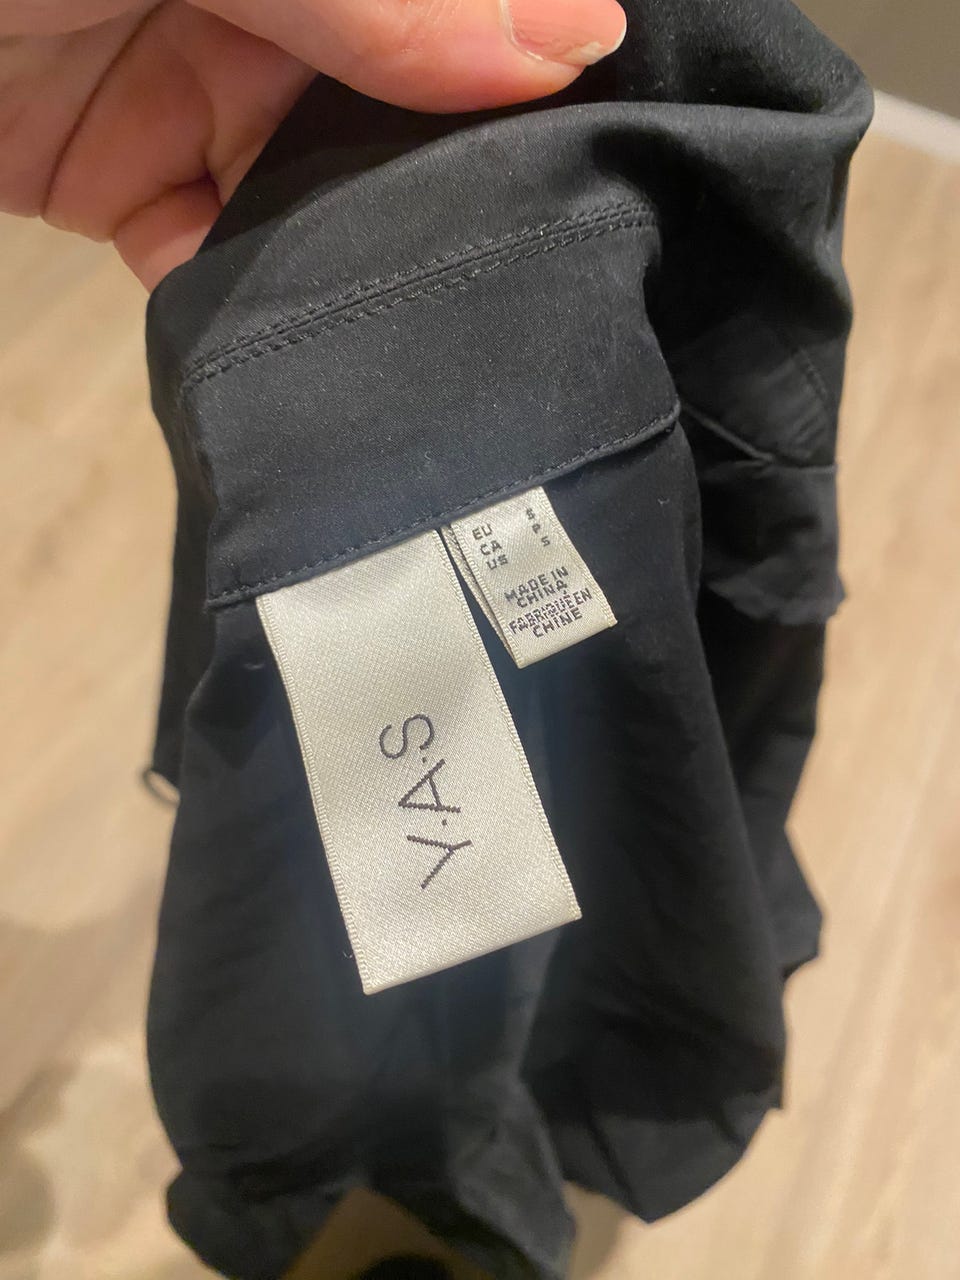 Y.A.S
EU S
CA P
US S
MADE IN
CHINA
FABRIQUÉ EN
CHINE